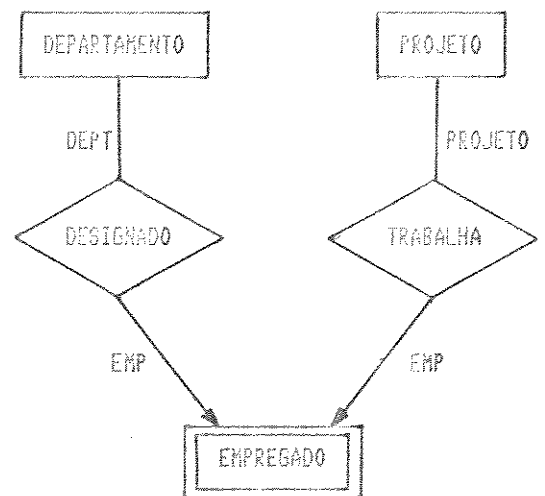 DEPARTAMENTO PROJETO
DEPT PROJETO
DESIGNADO TRABALHA
EMP EMP
EMPREGADO